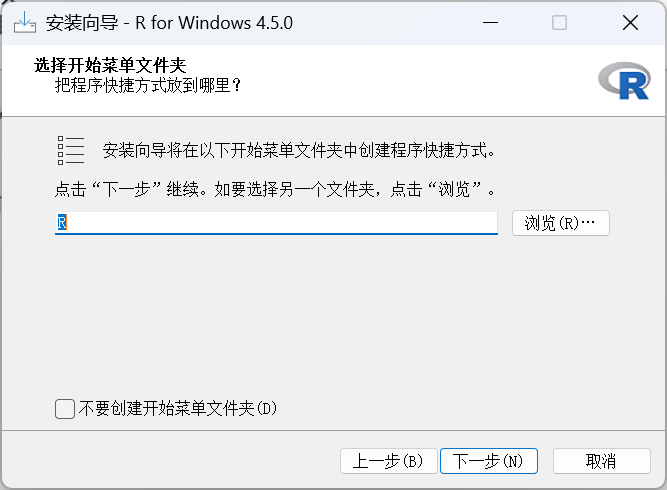 安装向导 - R for Windows 4.5.0
选择开始菜单文件夹
把程序快捷方式放到哪里？
R
安装向导将在以下开始菜单文件夹中创建程序快捷方式。
点击“下一步”继续。如要选择另一个文件夹，点击“浏览”。
R
浏览(R)…
不要创建开始菜单文件夹(D)
上一步(B)
下一步(N)
取消